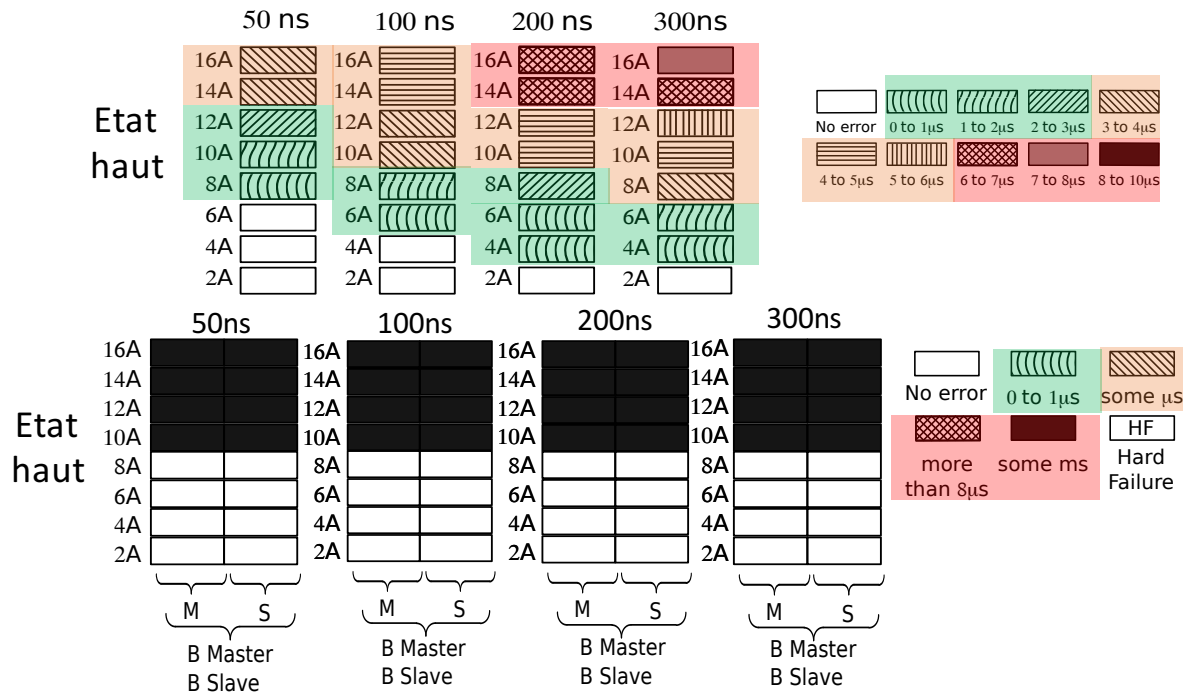 50 ns 100 ns 200 ns 300ns
16A 16A 16A 16A
14A 14A 14A 14A
12A 12A 12A 12A
10A 10A 10A 10A
8A 8A 8A 8A
6A 6A 6A 6A
4A 4A 4A 4A
2A 2A 2A 2A
Etat
haut
No error 0 to 1μs 1 to 2μs 2 to 3μs 3 to 4μs
4 to 5μs 5 to 6μs 6 to 7μs 7 to 8μs 8 to 10μs
50ns 100ns 200ns 300ns
16A 16A 16A 16A
14A 14A 14A 14A
12A 12A 12A 12A
10A 10A 10A 10A
8A 8A 8A 8A
6A 6A 6A 6A
4A 4A 4A 4A
2A 2A 2A 2A
Etat
haut
M S M S M S M S
B Master B Master B Master B Master
B Slave B Slave B Slave B Slave
No error 0 to 1μs some μs
HF
more
than 8μs
some ms
Hard
Failure